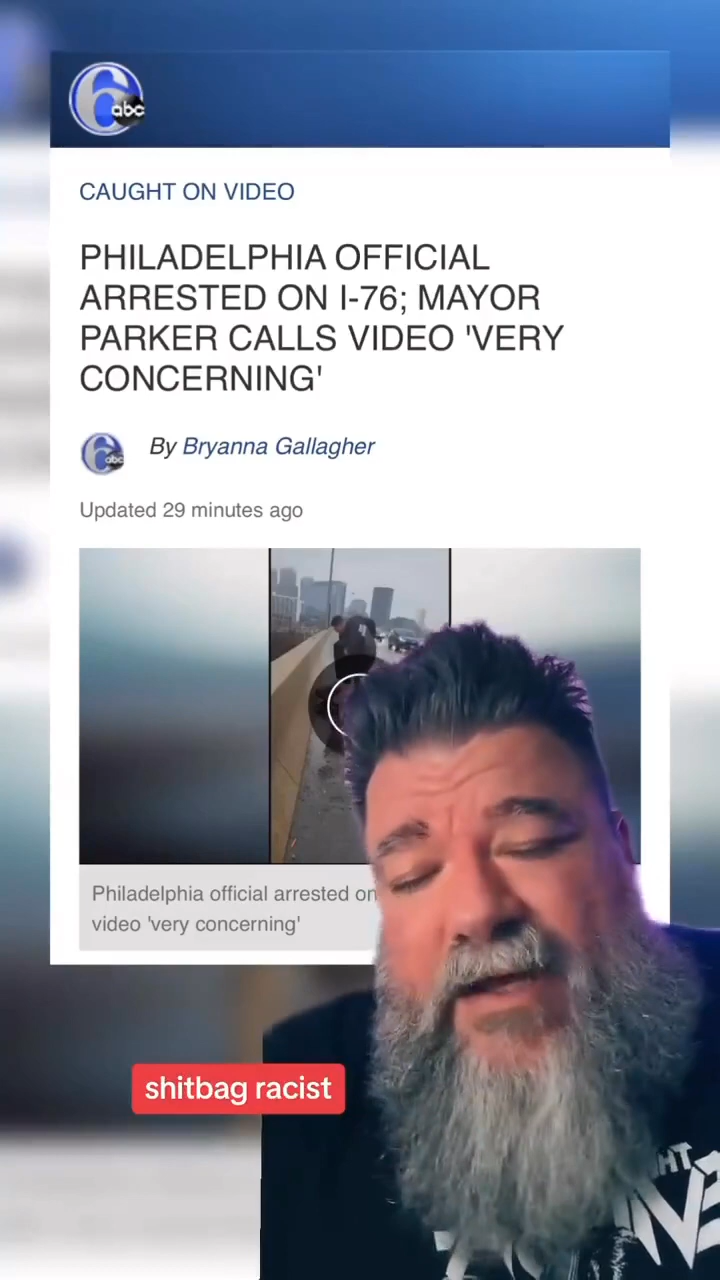 6abc
CAUGHT ON VIDEO
PHILADELPHIA OFFICIAL
ARRESTED ON I-76; MAYOR
PARKER CALLS VIDEO 'VERY
CONCERNING'
6abc
By Bryanna Gallagher
Updated 29 minutes ago
Philadelphia official arrested on
video 'very concerning'
shitbag racist